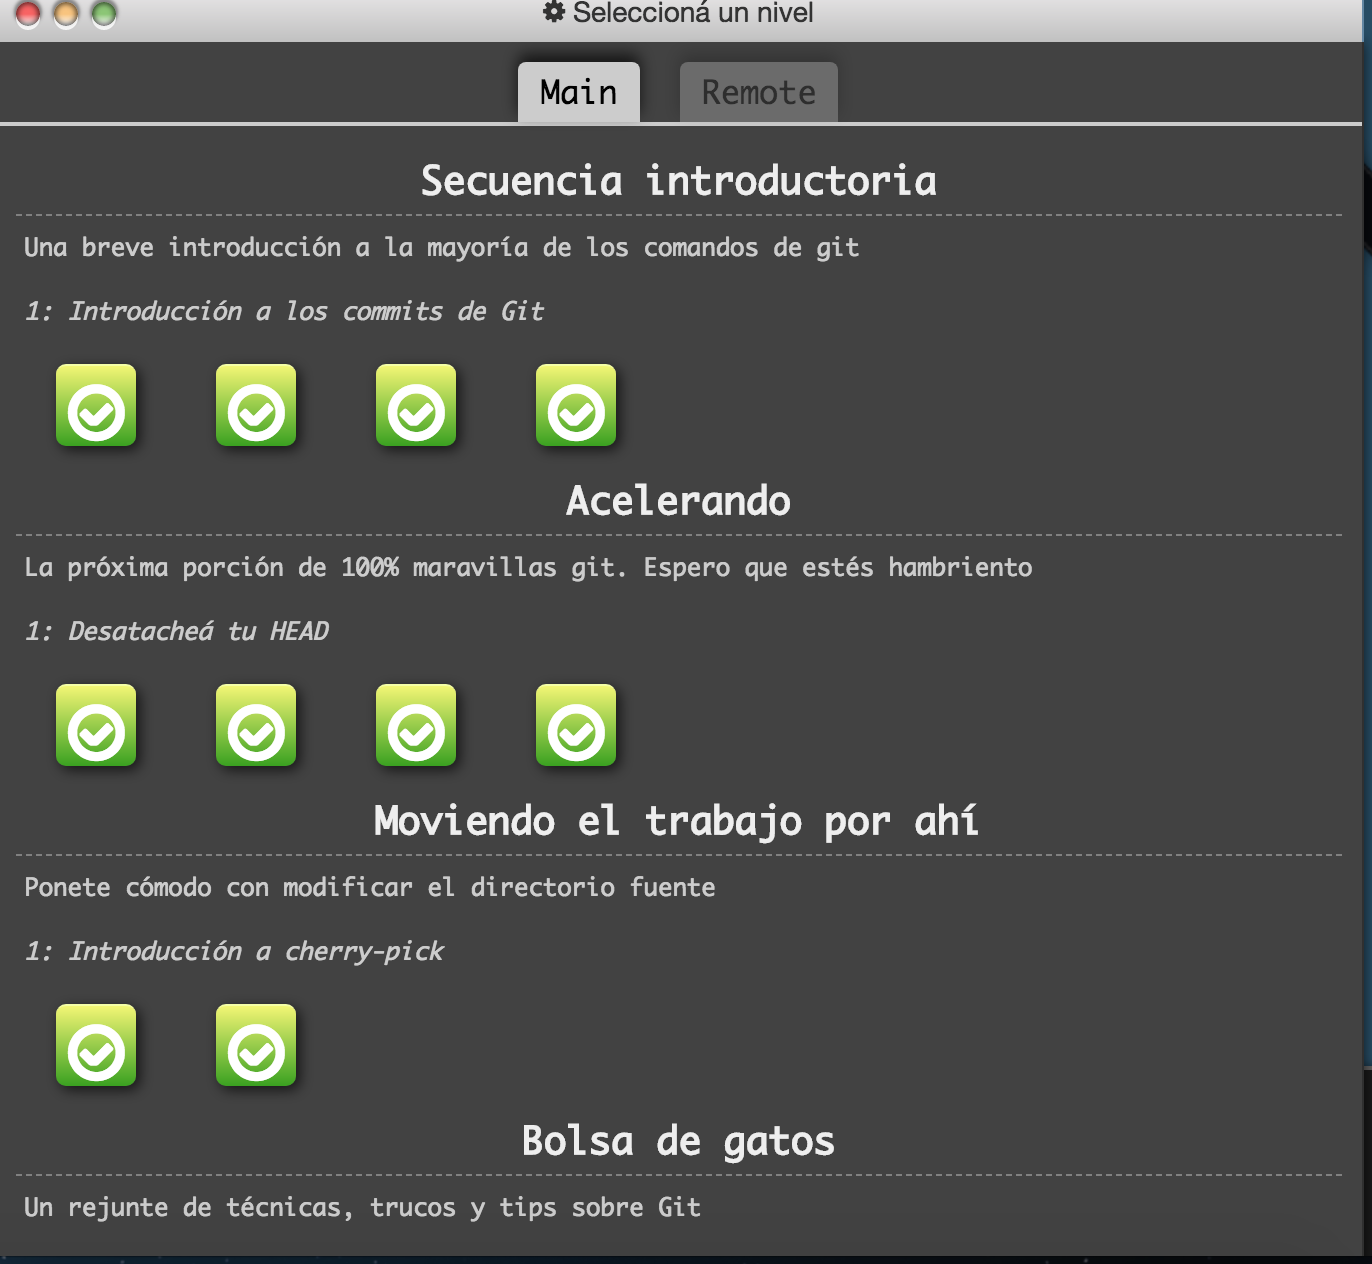 Seleccioná un nivel
Main
Remote
Secuencia introductoria
Una breve introducción a la mayoría de los comandos de git
1: Introducción a los commits de Git
Acelerando
La próxima porción de 100% maravillas git. Espero que estés hambriento
1: Desatacheá tu HEAD
Moviendo el trabajo por ahí
Ponete cómodo con modificar el directorio fuente
1: Introducción a cherry-pick
Bolsa de gatos
Un rejunte de técnicas, trucos y tips sobre Git